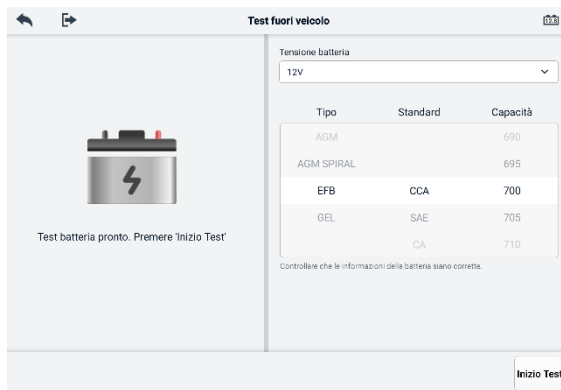 Test fuori veicolo
12.8
Tensione batteria
12V
Tipo Standard Capacità
AGM 690
AGM SPIRAL 695
EFB CCA 700
GEL SAE 705
CA 710
Test batteria pronto. Premere 'Inizio Test'
Controllare che le informazioni della batteria siano corrette.
Inizio Test